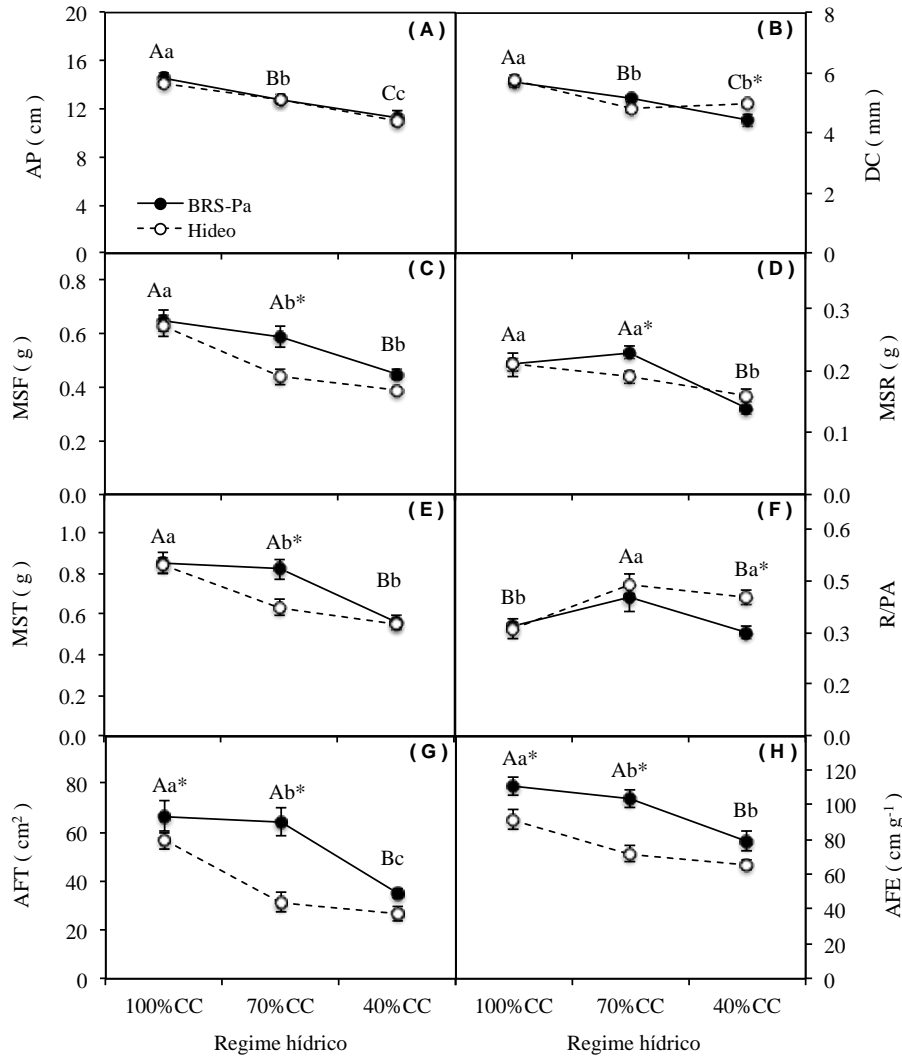 20
16
12
8
4
0
AP ( cm )
( A )
Aa
Bb
Cc
BRS-Pa
Hideo
( B )
Aa
Bb
Cb*
8
6
4
2
0
DC ( mm )
0.8
0.6
0.4
0.2
0.0
MSF ( g )
( C )
Aa
Ab*
Bb
( D )
Aa
Aa*
Bb
0.3
0.2
0.1
0.0
MSR ( g )
1.0
0.8
0.6
0.4
0.2
0.0
MST ( g )
( E )
Aa
Ab*
Bb
( F )
Bb
Aa
Ba*
0.6
0.5
0.3
0.2
0.0
R/PA
80
60
40
20
0
AFT ( cm² )
( G )
Aa*
Ab*
Bc
( H )
Aa*
Ab*
Bb
120
100
80
60
40
20
0
AFE ( cm g⁻¹ )
100%CC 70%CC 40%CC
Regime hídrico
100%CC 70%CC 40%CC
Regime hídrico